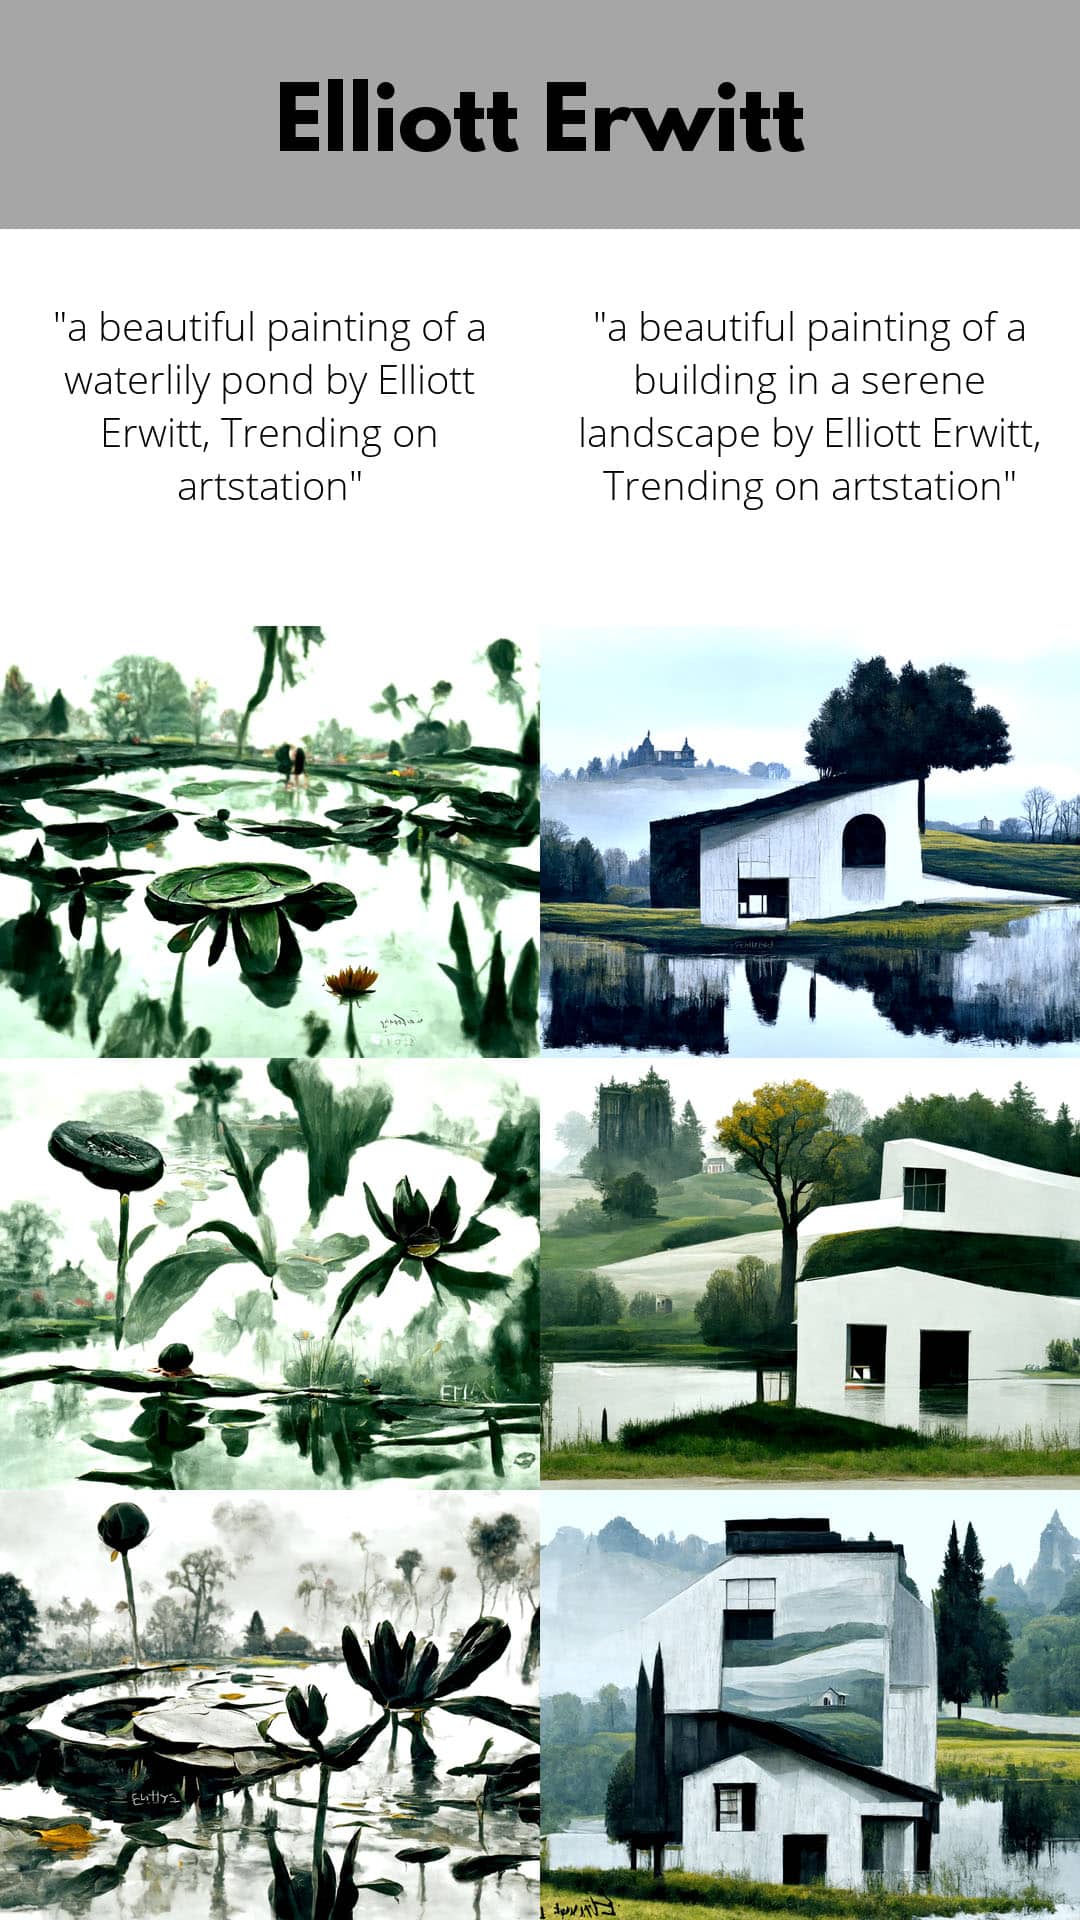 Elliott Erwitt
"a beautiful painting of a
waterlily pond by Elliott
Erwitt, Trending on
artstation"
"a beautiful painting of a
building in a serene
landscape by Elliott Erwitt,
Trending on artstation"